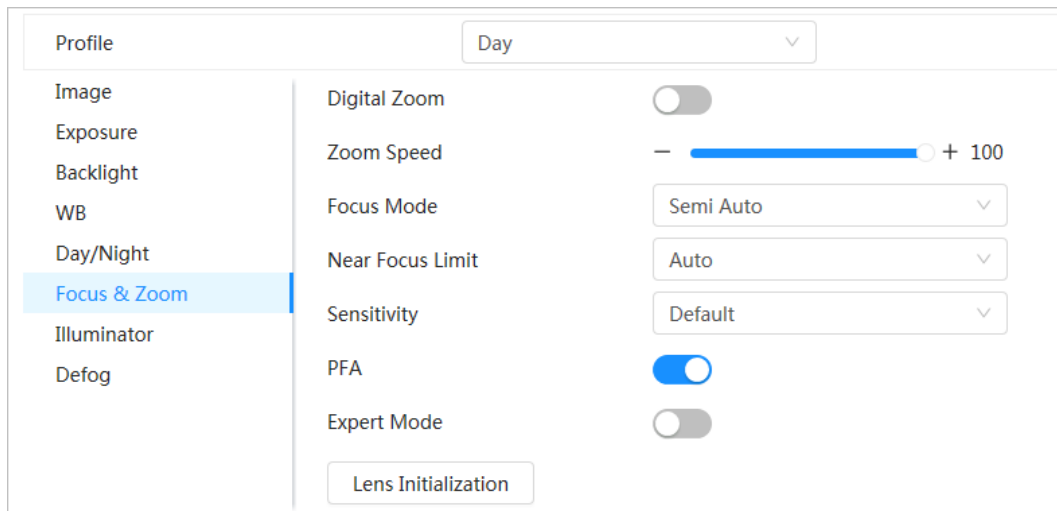 Profile
Day
Image
Exposure
Backlight
WB
Day/Night
Focus & Zoom
Illuminator
Defog
Digital Zoom
Zoom Speed
− + 100
Focus Mode
Semi Auto
Near Focus Limit
Auto
Sensitivity
Default
PFA
Expert Mode
Lens Initialization